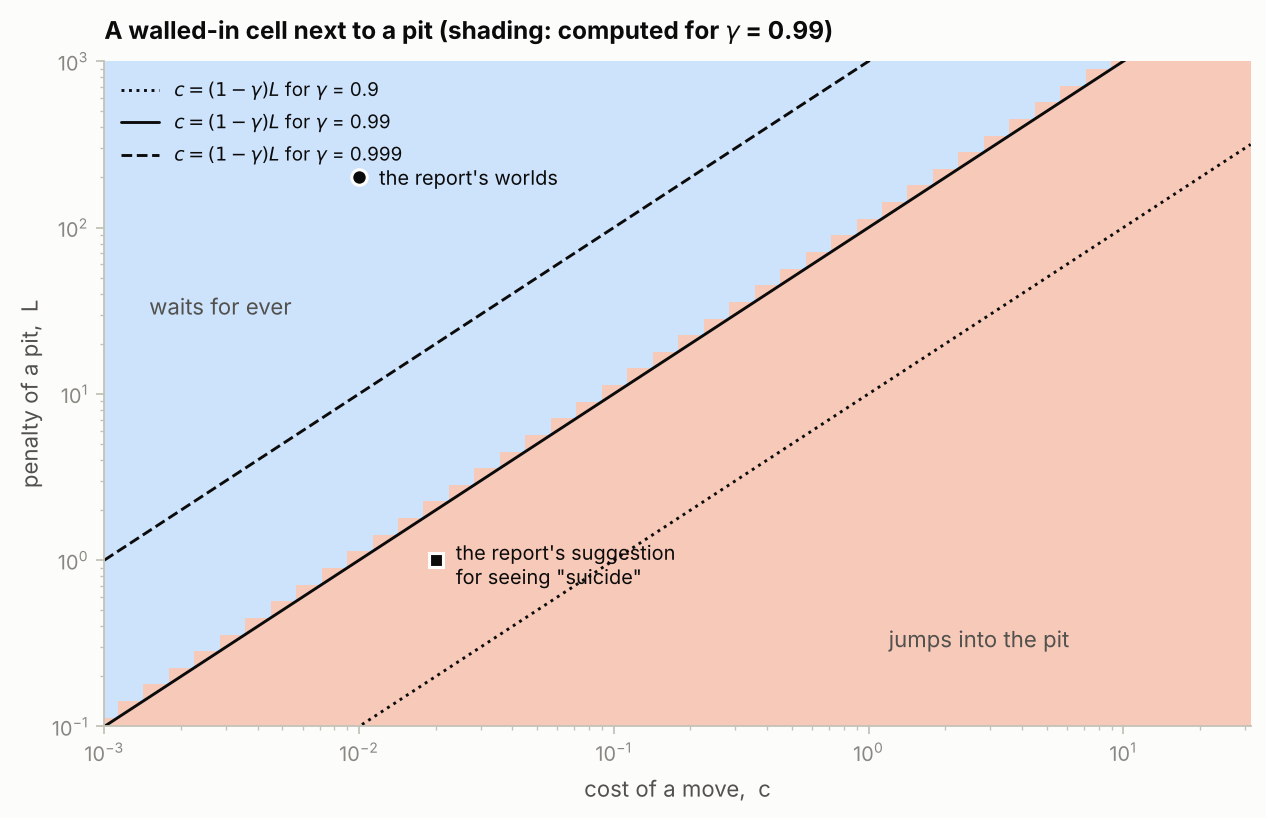 A walled-in cell next to a pit (shading: computed for γ = 0.99)
10³
c = (1 − γ)L for γ = 0.9
c = (1 − γ)L for γ = 0.99
c = (1 − γ)L for γ = 0.999
the report's worlds
10²
waits for ever
penalty of a pit, L
10¹
10⁰
the report's suggestion
for seeing "suicide"
jumps into the pit
10⁻¹
10⁻³ 10⁻² 10⁻¹ 10⁰ 10¹
cost of a move, c